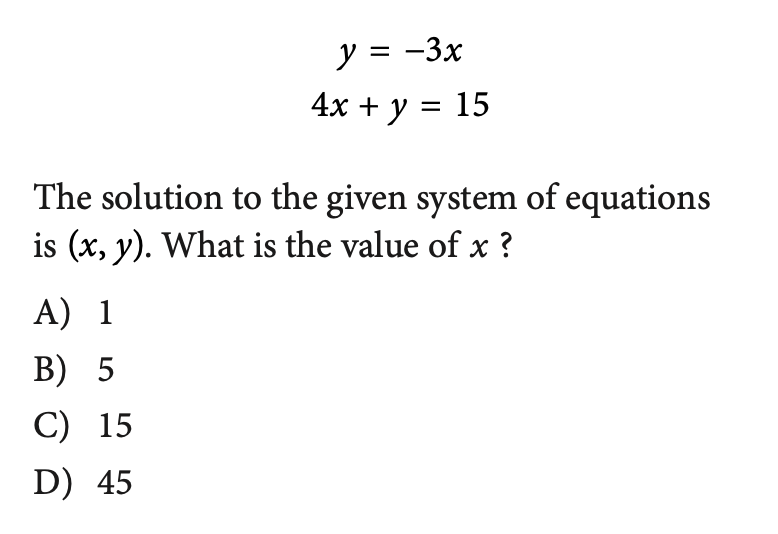 y = −3x
4x + y = 15
The solution to the given system of equations
is (x, y). What is the value of x ?
A) 1
B) 5
C) 15
D) 45